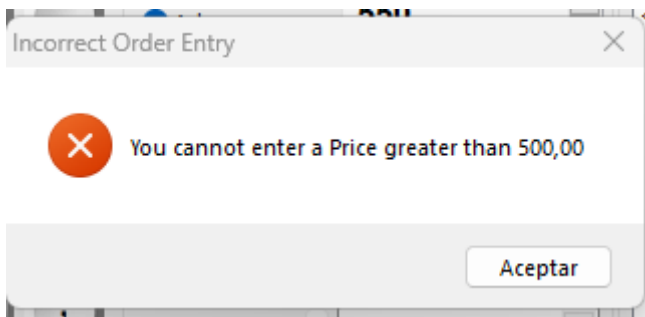 Incorrect Order Entry
You cannot enter a Price greater than 500,00
Aceptar